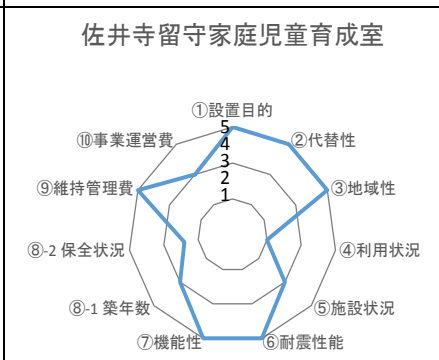 佐井寺留守家庭児童育成室
①設置目的
②代替性
③地域性
④利用状況
⑤施設状況
⑥耐震性能
⑦機能性
⑧-1 築年数
⑧-2 保全状況
⑨維持管理費
⑩事業運営費
5
4
3
2
1